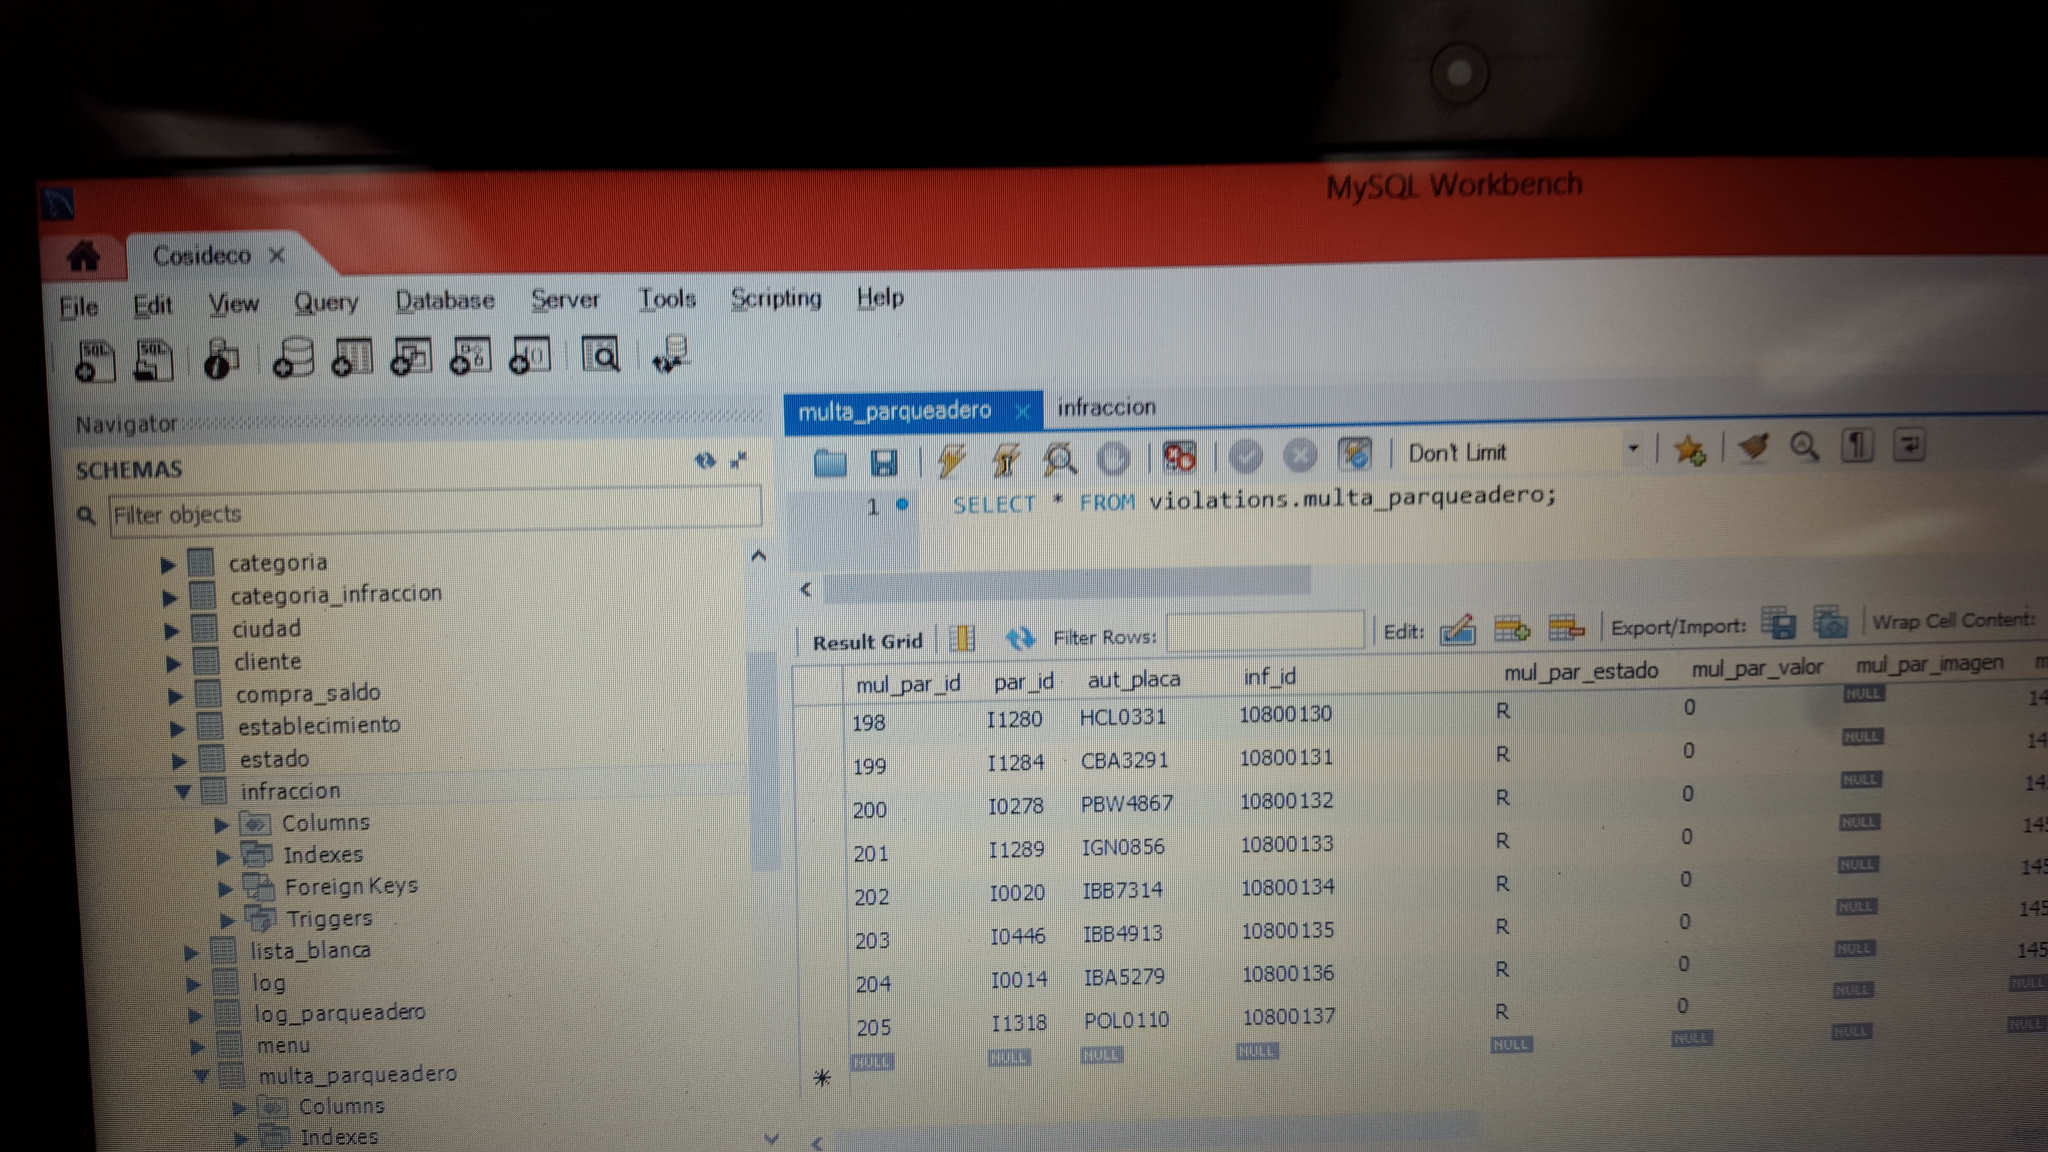 MySQL Workbench
Cosideco
File Edit View Query Database Server Tools Scripting Help
Navigator
SCHEMAS
Filter objects
categoria
categoria_infraccion
ciudad
cliente
compra_saldo
establecimiento
estado
infraccion
Columns
Indexes
Foreign Keys
Triggers
lista_blanca
log
log_parqueadero
menu
multa_parqueadero
Columns
Indexes
multa_parqueadero infraccion
Don't Limit
1 SELECT * FROM violations.multa_parqueadero;
Result Grid Filter Rows: Edit: Export/Import: Wrap Cell Content:
mul_par_id par_id aut_placa inf_id mul_par_estado mul_par_valor mul_par_imagen m
198 I1280 HCL0331 10800130 R 0 NULL 14
199 I1284 CBA3291 10800131 R 0 NULL 14
200 I0278 PBW4867 10800132 R 0 NULL 14
201 I1289 IGN0856 10800133 R 0 NULL 145
202 I0020 IBB7314 10800134 R 0 NULL 145
203 I0446 IBB4913 10800135 R 0 NULL 145
204 I0014 IBA5279 10800136 R 0 NULL 145
205 I1318 POL0110 10800137 R 0 NULL NULL
NULL NULL NULL NULL NULL NULL NULL NULL